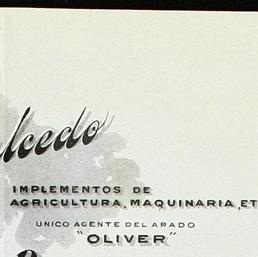 lcedo
IMPLEMENTOS DE
AGRICULTURA, MAQUINARIA, ET
UNICO AGENTE DEL ARADO
"OLIVER"